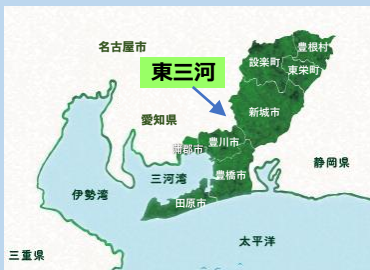 豊根村
名古屋市
設楽町
東栄町
東三河
新城市
愛知県
豊川市
蒲郡市
静岡県
三河湾
豊橋市
伊勢湾
田原市
太平洋
三重県